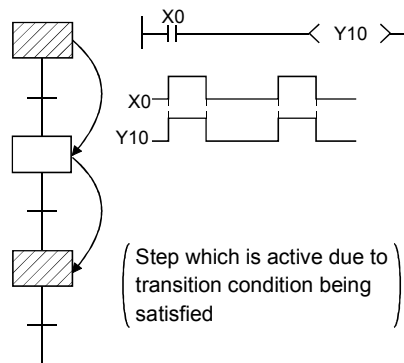 X0
Y10
X0
Y10
Step which is active due to
transition condition being
satisfied